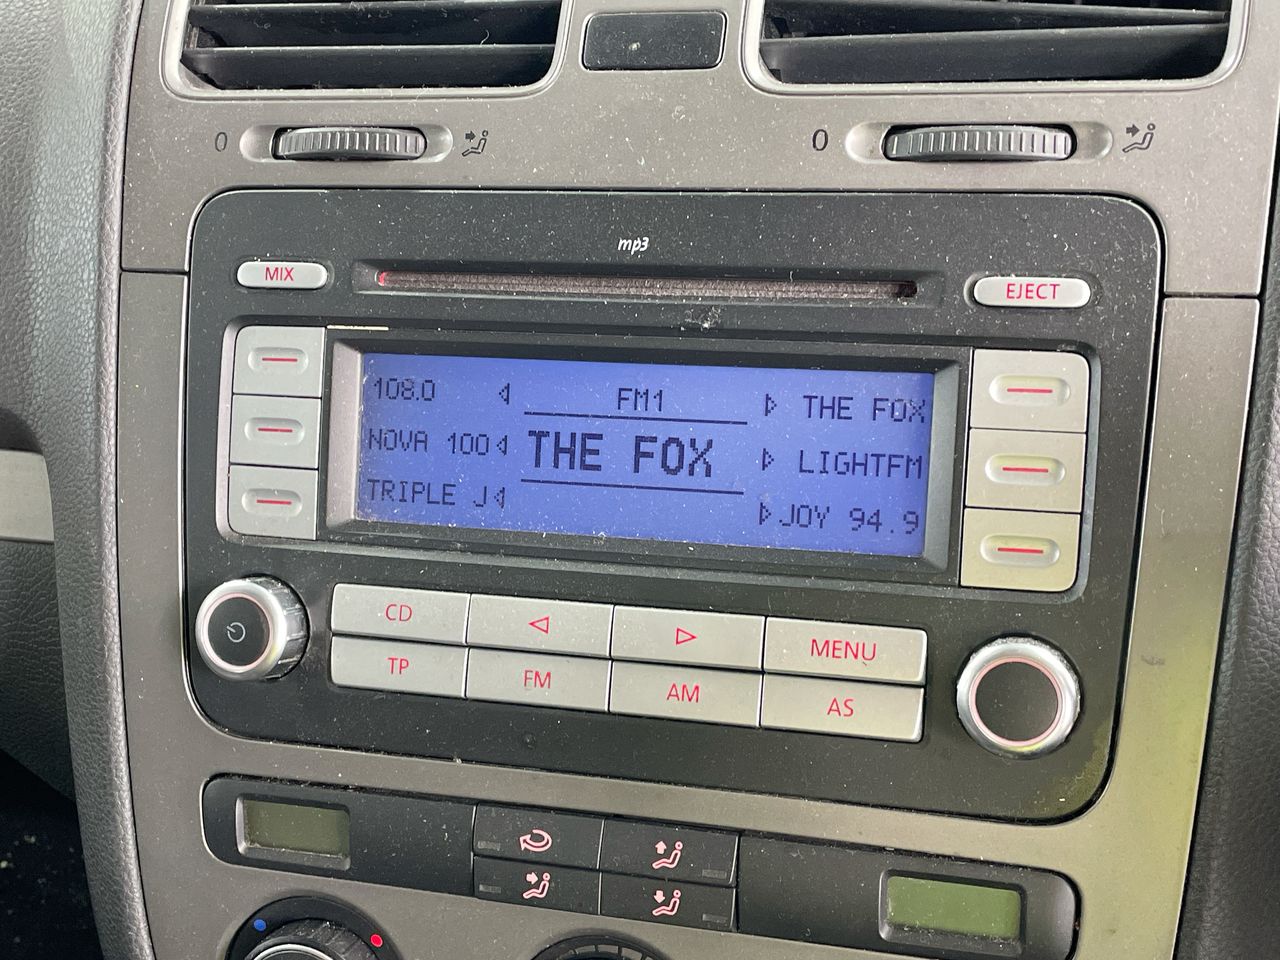 0
0
mp3
MIX
EJECT
108.0
FM1
THE FOX
NOVA 100
THE FOX
LIGHTFM
TRIPLE J
JOY 94.9
CD
MENU
TP
FM
AM
AS